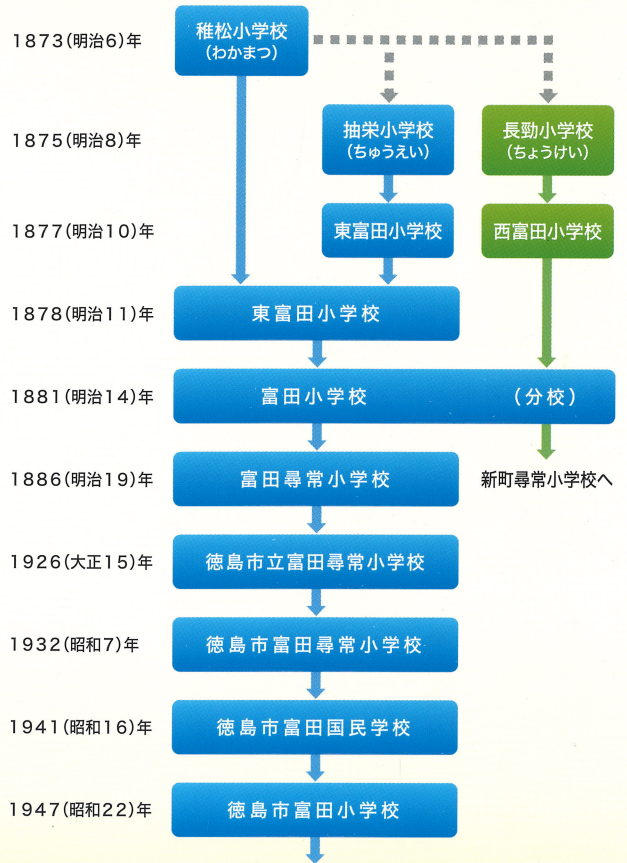 1873(明治6)年
稚松小学校
(わかまつ)
1875(明治8)年
抽栄小学校
(ちゅうえい)
長勁小学校
(ちょうけい)
1877(明治10)年
東富田小学校
西富田小学校
1878(明治11)年
東富田小学校
1881(明治14)年
富田小学校
(分校)
1886(明治19)年
富田尋常小学校
新町尋常小学校へ
1926(大正15)年
徳島市立富田尋常小学校
1932(昭和7)年
徳島市富田尋常小学校
1941(昭和16)年
徳島市富田国民学校
1947(昭和22)年
徳島市富田小学校